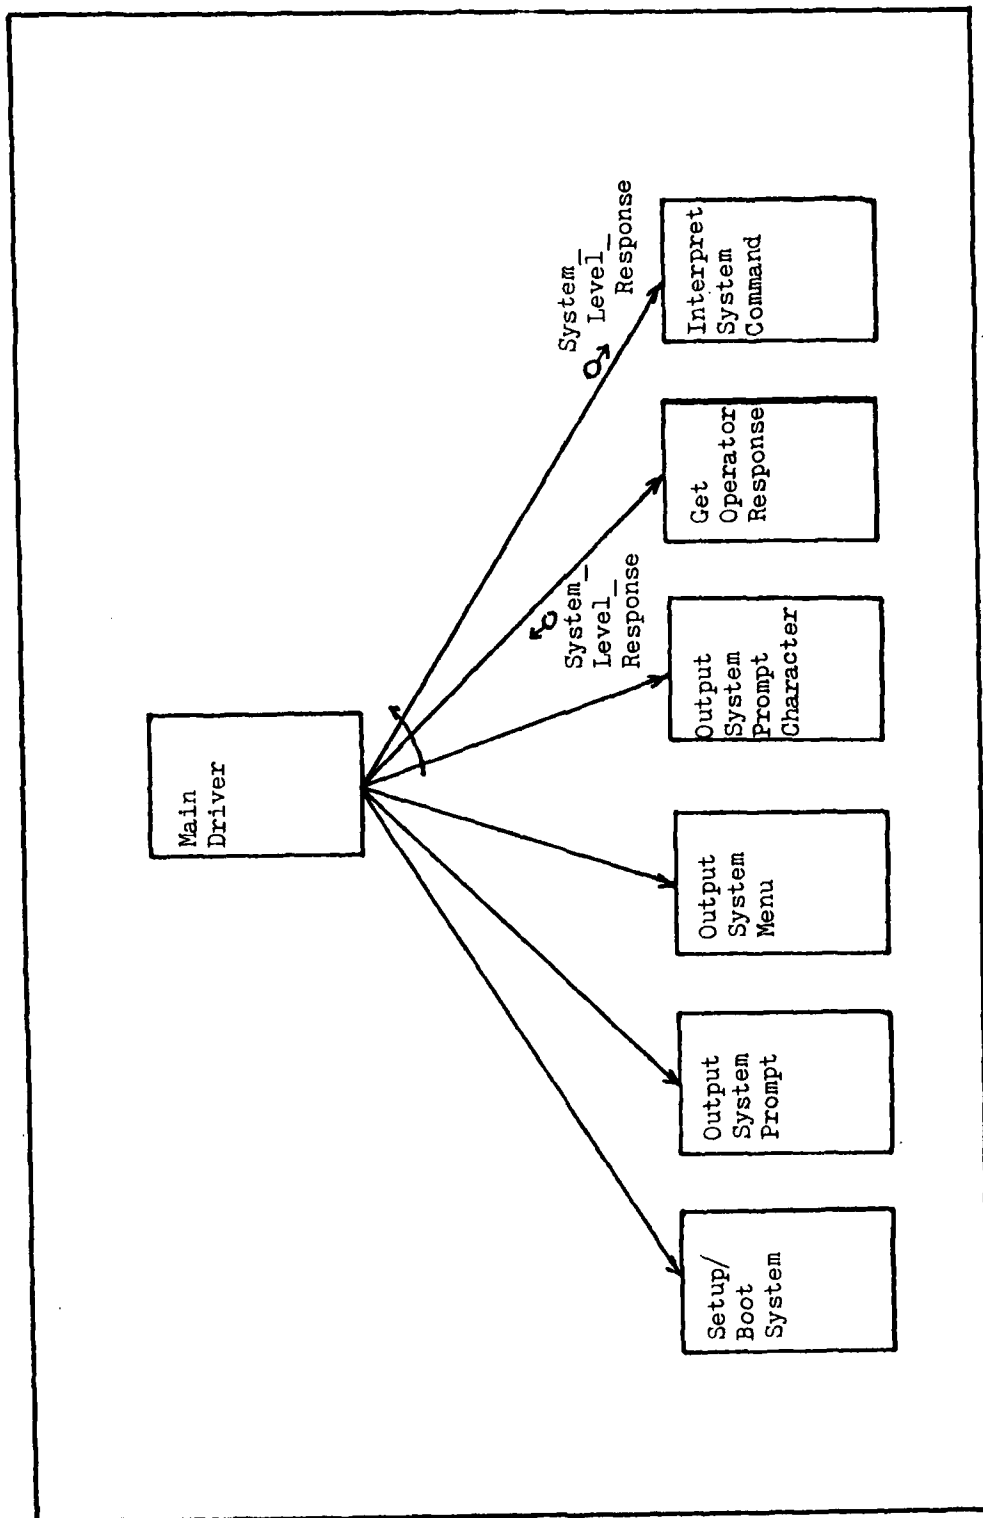 Main
Driver
System_
Level_
Response
System_
Level_
Response
Setup/
Boot
System
Output
System
Prompt
Output
System
Menu
Output
System
Prompt
Character
Get
Operator
Response
Interpret
System
Command